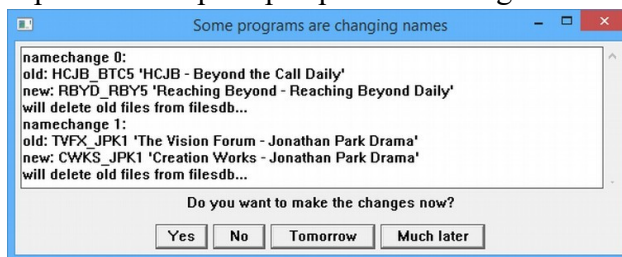 Some programs are changing names
namechange 0:
old: HCJB_BTC5 'HCJB - Beyond the Call Daily'
new: RBYD_RBY5 'Reaching Beyond - Reaching Beyond Daily'
will delete old files from filesdb...
namechange 1:
old: TVFX_JPK1 'The Vision Forum - Jonathan Park Drama'
new: CWKS_JPK1 'Creation Works - Jonathan Park Drama'
will delete old files from filesdb...
Do you want to make the changes now?
Yes No Tomorrow Much later